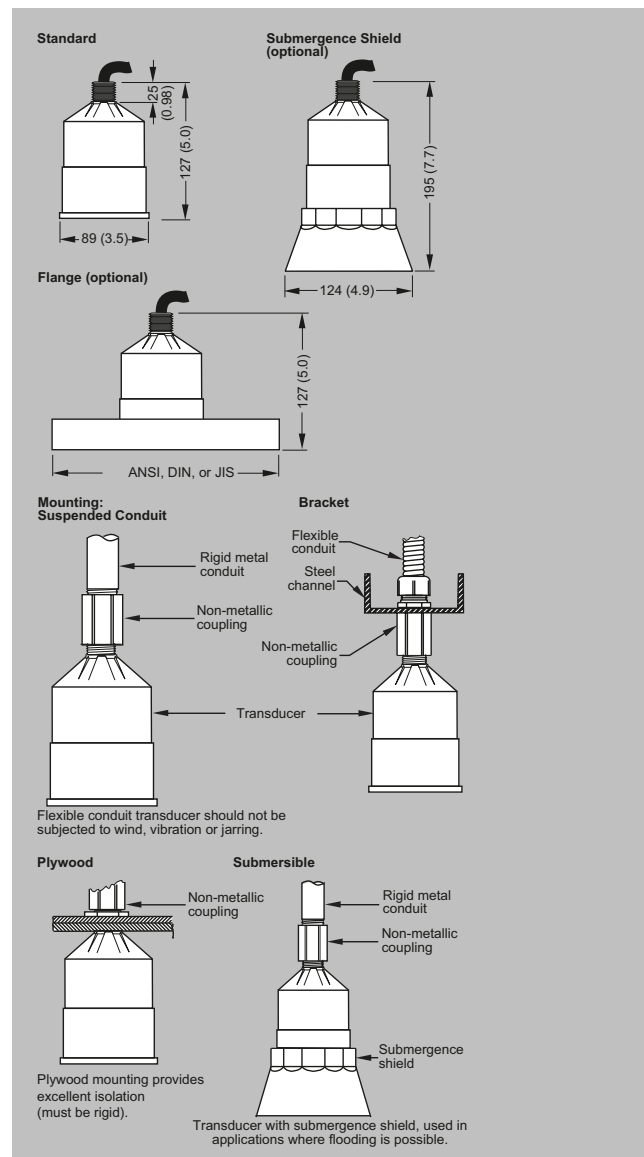 Standard
25
(0.98)
127 (5.0)
89 (3.5)
Submergence Shield
(optional)
195 (7.7)
124 (4.9)
Flange (optional)
127 (5.0)
ANSI, DIN, or JIS
Mounting:
Suspended Conduit
Rigid metal
conduit
Non-metallic
coupling
Transducer
Flexible conduit transducer should not be
subjected to wind, vibration or jarring.
Bracket
Flexible
conduit
Steel
channel
Non-metallic
coupling
Plywood
Non-metallic
coupling
Plywood mounting provides
excellent isolation
(must be rigid).
Submersible
Rigid metal
conduit
Non-metallic
coupling
Submergence
shield
Transducer with submergence shield, used in
applications where flooding is possible.